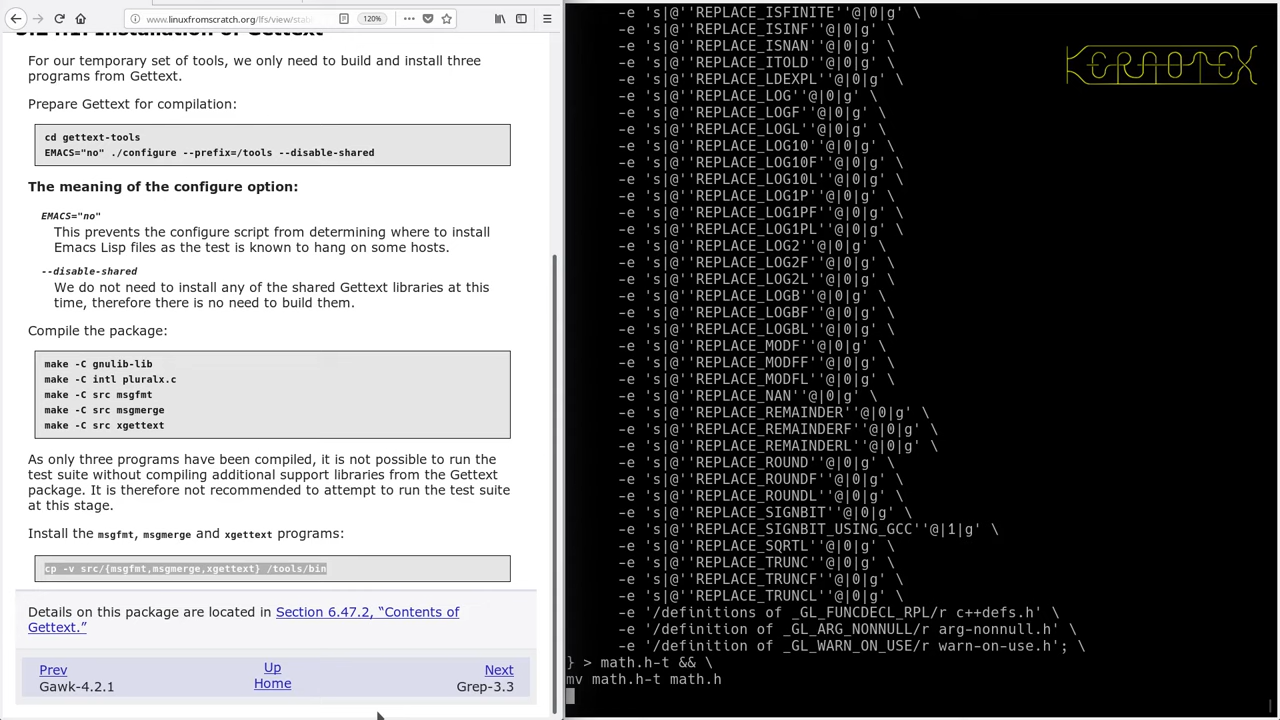 www.linuxfromscratch.org/lfs/view/stab
120%
For our temporary set of tools, we only need to build and install three
programs from Gettext.
Prepare Gettext for compilation:
cd gettext-tools
EMACS="no" ./configure --prefix=/tools --disable-shared
The meaning of the configure option:
EMACS="no"
This prevents the configure script from determining where to install
Emacs Lisp files as the test is known to hang on some hosts.
--disable-shared
We do not need to install any of the shared Gettext libraries at this
time, therefore there is no need to build them.
Compile the package:
make -C gnulib-lib
make -C intl pluralx.c
make -C src msgfmt
make -C src msgmerge
make -C src xgettext
As only three programs have been compiled, it is not possible to run the
test suite without compiling additional support libraries from the Gettext
package. It is therefore not recommended to attempt to run the test suite
at this stage.
Install the msgfmt, msgmerge and xgettext programs:
cp -v src/{msgfmt,msgmerge,xgettext} /tools/bin
Details on this package are located in Section 6.47.2, “Contents of
Gettext.”
Prev
Gawk-4.2.1
Up
Home
Next
Grep-3.3
-e 's|@''REPLACE_ISFINITE''@|0|g' \
-e 's|@''REPLACE_ISINF''@|0|g' \
-e 's|@''REPLACE_ISNAN''@|0|g' \
-e 's|@''REPLACE_ITOLD''@|0|g' \
-e 's|@''REPLACE_LDEXPL''@|0|g' \
-e 's|@''REPLACE_LOG''@|0|g' \
-e 's|@''REPLACE_LOGF''@|0|g' \
-e 's|@''REPLACE_LOGL''@|0|g' \
-e 's|@''REPLACE_LOG10''@|0|g' \
-e 's|@''REPLACE_LOG10F''@|0|g' \
-e 's|@''REPLACE_LOG10L''@|0|g' \
-e 's|@''REPLACE_LOG1P''@|0|g' \
-e 's|@''REPLACE_LOG1PF''@|0|g' \
-e 's|@''REPLACE_LOG1PL''@|0|g' \
-e 's|@''REPLACE_LOG2''@|0|g' \
-e 's|@''REPLACE_LOG2F''@|0|g' \
-e 's|@''REPLACE_LOG2L''@|0|g' \
-e 's|@''REPLACE_LOGB''@|0|g' \
-e 's|@''REPLACE_LOGBF''@|0|g' \
-e 's|@''REPLACE_LOGBL''@|0|g' \
-e 's|@''REPLACE_MODF''@|0|g' \
-e 's|@''REPLACE_MODFF''@|0|g' \
-e 's|@''REPLACE_MODFL''@|0|g' \
-e 's|@''REPLACE_NAN''@|0|g' \
-e 's|@''REPLACE_REMAINDER''@|0|g' \
-e 's|@''REPLACE_REMAINDERF''@|0|g' \
-e 's|@''REPLACE_REMAINDERL''@|0|g' \
-e 's|@''REPLACE_ROUND''@|0|g' \
-e 's|@''REPLACE_ROUNDF''@|0|g' \
-e 's|@''REPLACE_ROUNDL''@|0|g' \
-e 's|@''REPLACE_SIGNBIT''@|0|g' \
-e 's|@''REPLACE_SIGNBIT_USING_GCC''@|1|g' \
-e 's|@''REPLACE_SQRTL''@|0|g' \
-e 's|@''REPLACE_TRUNC''@|0|g' \
-e 's|@''REPLACE_TRUNCF''@|0|g' \
-e 's|@''REPLACE_TRUNCL''@|0|g' \
-e '/definitions of _GL_FUNCDECL_RPL/r c++defs.h' \
-e '/definition of _GL_ARG_NONNULL/r arg-nonnull.h' \
-e '/definition of _GL_WARN_ON_USE/r warn-on-use.h'; \
} > math.h-t && \
mv math.h-t math.h